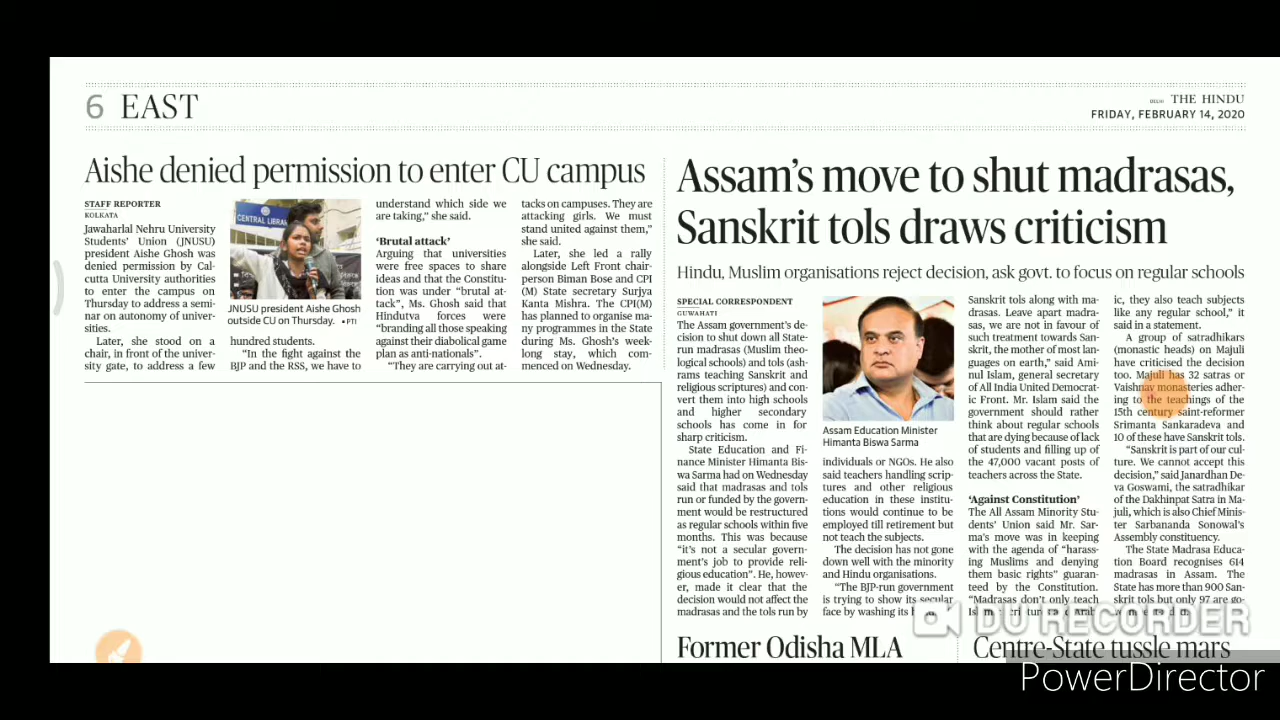 6 EAST
DELHI THE HINDU
FRIDAY, FEBRUARY 14, 2020
Aishe denied permission to enter CU campus
STAFF REPORTER
KOLKATA
Jawaharlal Nehru University
Students' Union (JNUSU)
president Aishe Ghosh was
denied permission by Cal-
cutta University authorities
to enter the campus on
Thursday to address a semi-
nar on autonomy of univer-
sities.
Later, she stood on a
chair, in front of the univer-
sity gate, to address a few
CENTRAL LIBRA
JNUSU president Aishe Ghosh
outside CU on Thursday. • PTI
hundred students.
"In the fight against the
BJP and the RSS, we have to
understand which side we
are taking," she said.
'Brutal attack'
Arguing that universities
were free spaces to share
ideas and that the Constitu-
tion was under "brutal at-
tack", Ms. Ghosh said that
Hindutva forces were
"branding all those speaking
against their diabolical game
plan as anti-nationals".
"They are carrying out at-
tacks on campuses. They are
attacking girls. We must
stand united against them,"
she said.
Later, she led a rally
alongside Left Front chair-
person Biman Bose and CPI
(M) State secretary Surjya
Kanta Mishra. The CPI(M)
has planned to organise ma-
ny programmes in the State
during Ms. Ghosh's week-
long stay, which com-
menced on Wednesday.
Assam's move to shut madrasas,
Sanskrit tols draws criticism
Hindu, Muslim organisations reject decision, ask govt. to focus on regular schools
SPECIAL CORRESPONDENT
GUWAHATI
The Assam government's de-
cision to shut down all State-
run madrasas (Muslim theo-
logical schools) and tols (ash-
rams teaching Sanskrit and
religious scriptures) and con-
vert them into high schools
and higher secondary
schools has come in for
sharp criticism.
State Education and Fi-
nance Minister Himanta Bis-
wa Sarma had on Wednesday
said that madrasas and tols
run or funded by the govern-
ment would be restructured
as regular schools within five
months. This was because
"it's not a secular govern-
ment's job to provide reli-
gious education". He, howev-
er, made it clear that the
decision would not affect the
madrasas and the tols run by
Assam Education Minister
Himanta Biswa Sarma
individuals or NGOs. He also
said teachers handling scrip-
tures and other religious
education in these institu-
tions would continue to be
employed till retirement but
not teach the subjects.
The decision has not gone
down well with the minority
and Hindu organisations.
"The BJP-run government
is trying to show its secular
face by washing its
Sanskrit tols along with ma-
drasas. Leave apart madra-
sas, we are not in favour of
such treatment towards San-
skrit, the mother of most lan-
guages on earth," said Ami-
nul Islam, general secretary
of All India United Democrat-
ic Front. Mr. Islam said the
government should rather
think about regular schools
that are dying because of lack
of students and filling up of
the 47,000 vacant posts of
teachers across the State.
'Against Constitution'
The All Assam Minority Stu-
dents' Union said Mr. Sar-
ma's move was in keeping
with the agenda of "harass-
ing Muslims and denying
them basic rights" guaran-
teed by the Constitution.
"Madrasas don't only teach
Islamic scriptures and Arab-
ic, they also teach subjects
like any regular school," it
said in a statement.
A group of satradhikars
(monastic heads) on Majuli
have criticised the decision
too. Majuli has 32 satras or
Vaishnav monasteries adher-
ing to the teachings of the
15th century saint-reformer
Srimanta Sankaradeva and
10 of these have Sanskrit tols.
"Sanskrit is part of our cul-
ture. We cannot accept this
decision," said Janardhan De-
va Goswami, the satradhikar
of the Dakhinpat Satra in Ma-
juli, which is also Chief Minis-
ter Sarbananda Sonowal's
Assembly constituency.
The State Madrasa Educa-
tion Board recognises 614
madrasas in Assam. The
State has more than 900 San-
skrit tols but only 97 are go-
Former Odisha MLA
Centre-State tussle mars
DU RECORDER
PowerDirector